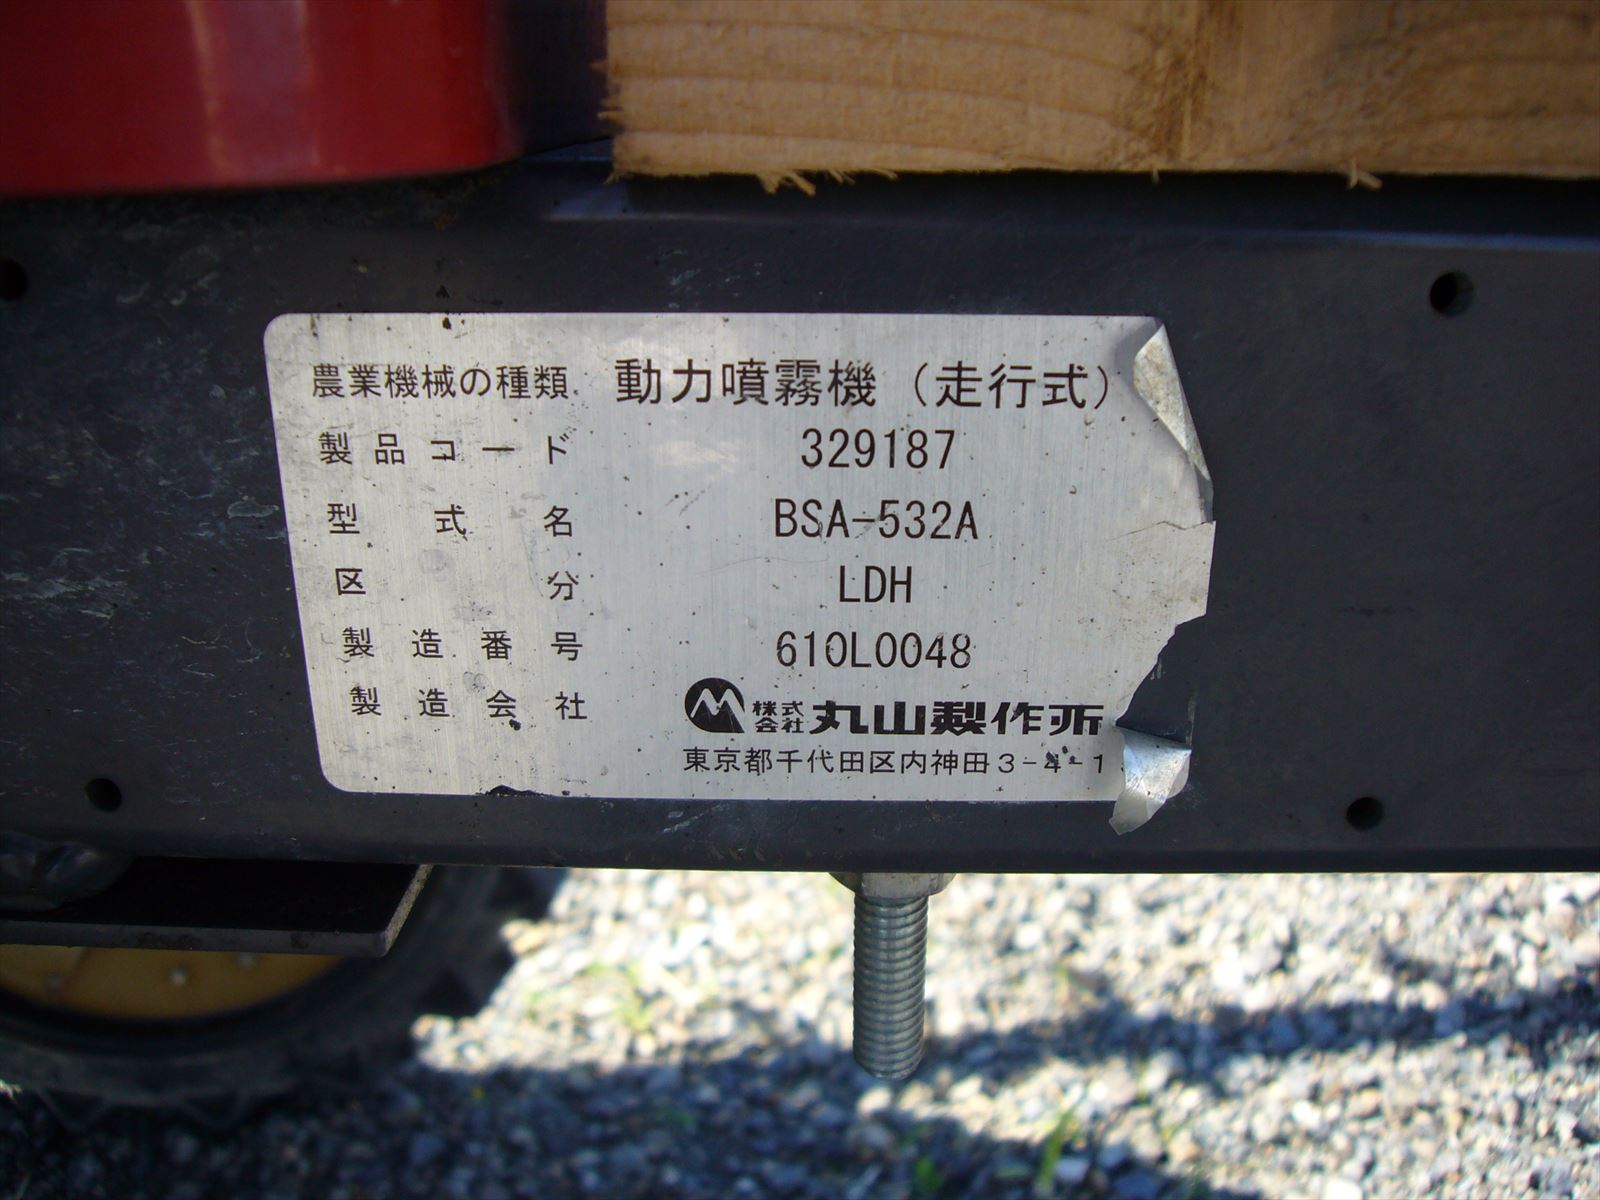 農業機械の種類 動力噴霧機（走行式）
製品コード 329187
型式名 BSA-532A
区分 LDH
製造番号 610L0048
製造会社 株式会社丸山製作所
東京都千代田区内神田3-4-1